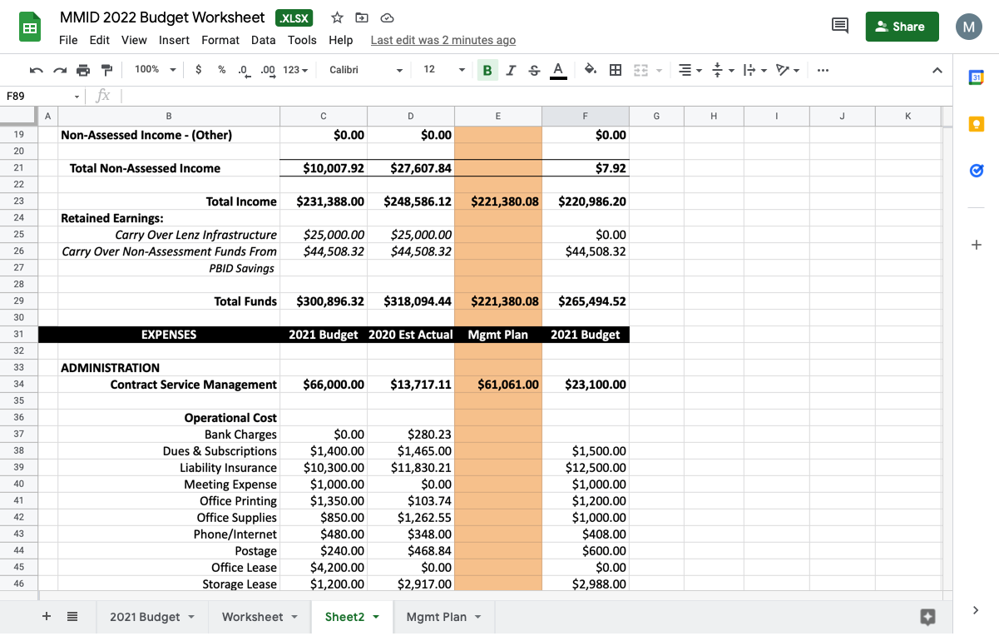 MMID 2022 Budget Worksheet .XLSX
File Edit View Insert Format Data Tools Help Last edit was 2 minutes ago
Share
M
100% $ % .0 .00 123 Calibri 12 B I S A
31
F89 fx
A B C D E F G H I J K
19 Non-Assessed Income - (Other) $0.00 $0.00 $0.00
20
21 Total Non-Assessed Income $10,007.92 $27,607.84 $7.92
22
23 Total Income $231,388.00 $248,586.12 $221,380.08 $220,986.20
24 Retained Earnings:
25 Carry Over Lenz Infrastructure $25,000.00 $25,000.00 $0.00
26 Carry Over Non-Assessment Funds From $44,508.32 $44,508.32 $44,508.32
27 PBID Savings
28
29 Total Funds $300,896.32 $318,094.44 $221,380.08 $265,494.52
30
31 EXPENSES 2021 Budget 2020 Est Actual Mgmt Plan 2021 Budget
32
33 ADMINISTRATION
34 Contract Service Management $66,000.00 $13,717.11 $61,061.00 $23,100.00
35
36 Operational Cost
37 Bank Charges $0.00 $280.23
38 Dues & Subscriptions $1,400.00 $1,465.00 $1,500.00
39 Liability Insurance $10,300.00 $11,830.21 $12,500.00
40 Meeting Expense $1,000.00 $0.00 $1,000.00
41 Office Printing $1,350.00 $103.74 $1,200.00
42 Office Supplies $850.00 $1,262.55 $1,000.00
43 Phone/Internet $480.00 $348.00 $408.00
44 Postage $240.00 $468.84 $600.00
45 Office Lease $4,200.00 $0.00 $0.00
46 Storage Lease $1,200.00 $2,917.00 $2,988.00
2021 Budget Worksheet Sheet2 Mgmt Plan